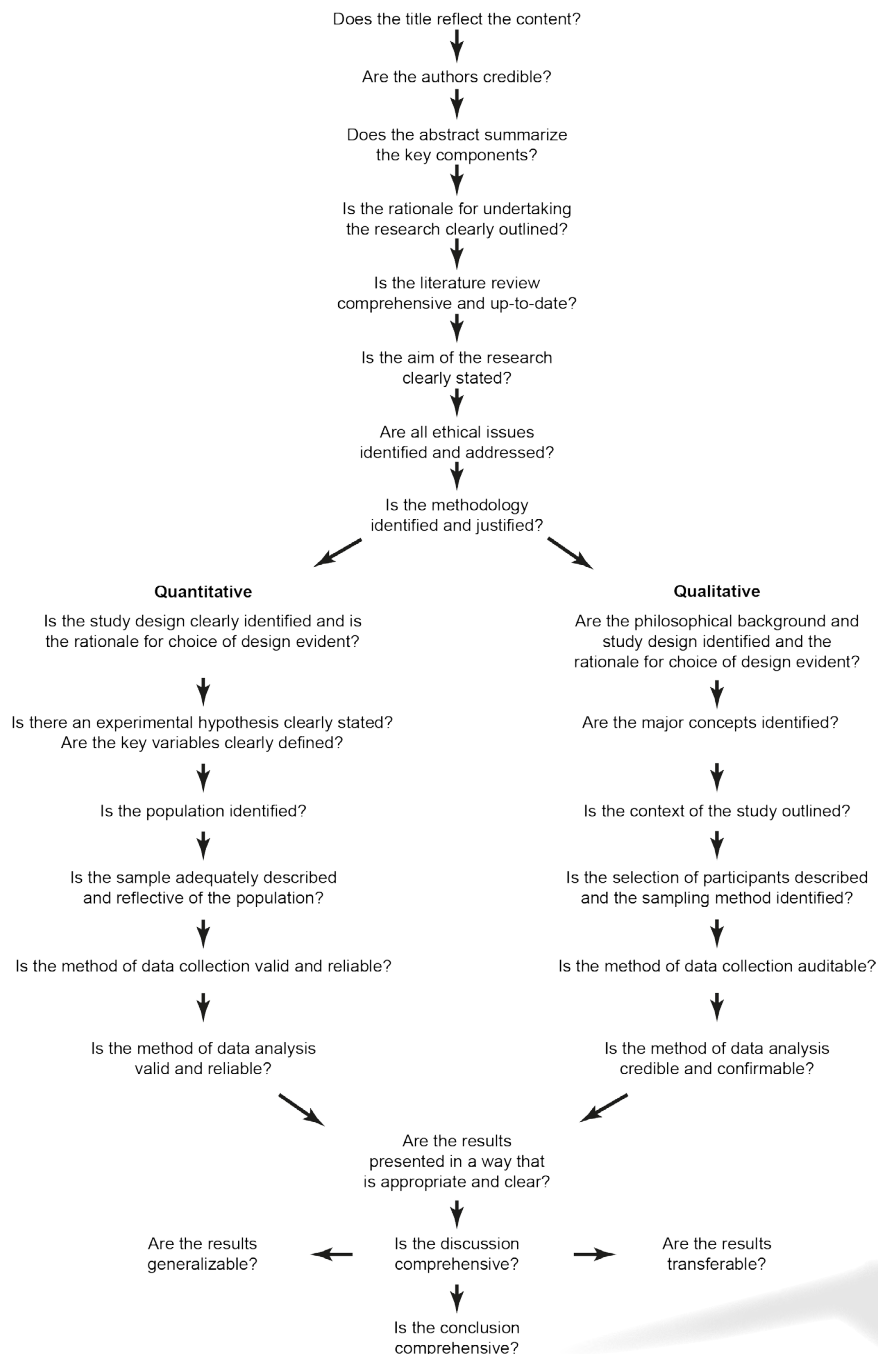 Does the title reflect the content?
Are the authors credible?
Does the abstract summarize
the key components?
Is the rationale for undertaking
the research clearly outlined?
Is the literature review
comprehensive and up-to-date?
Is the aim of the research
clearly stated?
Are all ethical issues
identified and addressed?
Is the methodology
identified and justified?
Quantitative
Is the study design clearly identified and is
the rationale for choice of design evident?
Is there an experimental hypothesis clearly stated?
Are the key variables clearly defined?
Is the population identified?
Is the sample adequately described
and reflective of the population?
Is the method of data collection valid and reliable?
Is the method of data analysis
valid and reliable?
Qualitative
Are the philosophical background and
study design identified and the
rationale for choice of design evident?
Are the major concepts identified?
Is the context of the study outlined?
Is the selection of participants described
and the sampling method identified?
Is the method of data collection auditable?
Is the method of data analysis
credible and confirmable?
Are the results
presented in a way that
is appropriate and clear?
Are the results
generalizable?
Is the discussion
comprehensive?
Are the results
transferable?
Is the conclusion
comprehensive?